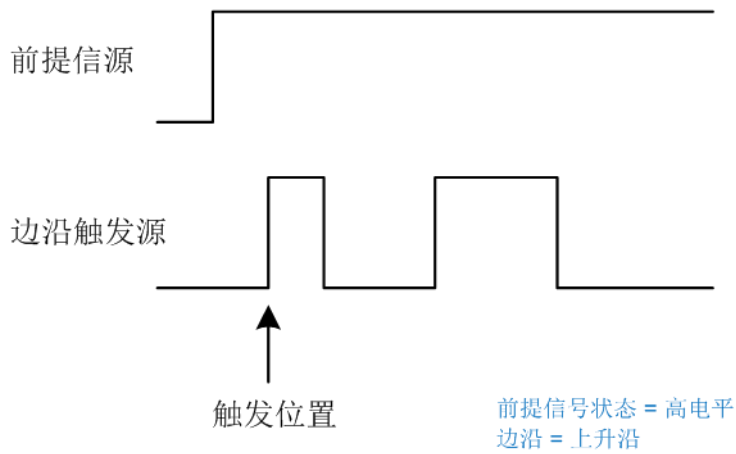 前提信源
边沿触发源
触发位置
前提信号状态 = 高电平
边沿 = 上升沿